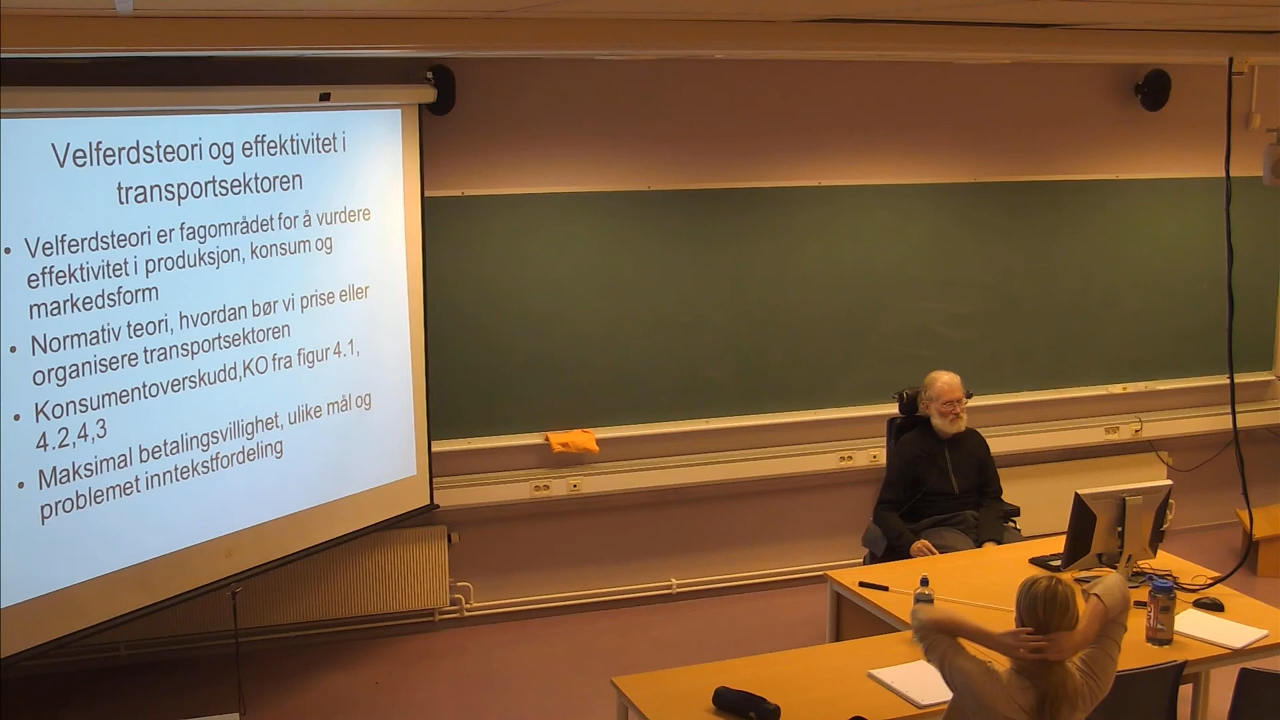 Velferdsteori og effektivitet i
transportsektoren
• Velferdsteori er fagområdet for å vurdere
effektivitet i produksjon, konsum og
markedsform
• Normativ teori, hvordan bør vi prise eller
organisere transportsektoren
• Konsumentoverskudd,KO fra figur 4.1,
4.2,4,3
• Maksimal betalingsvillighet, ulike mål og
problemet inntekstfordeling